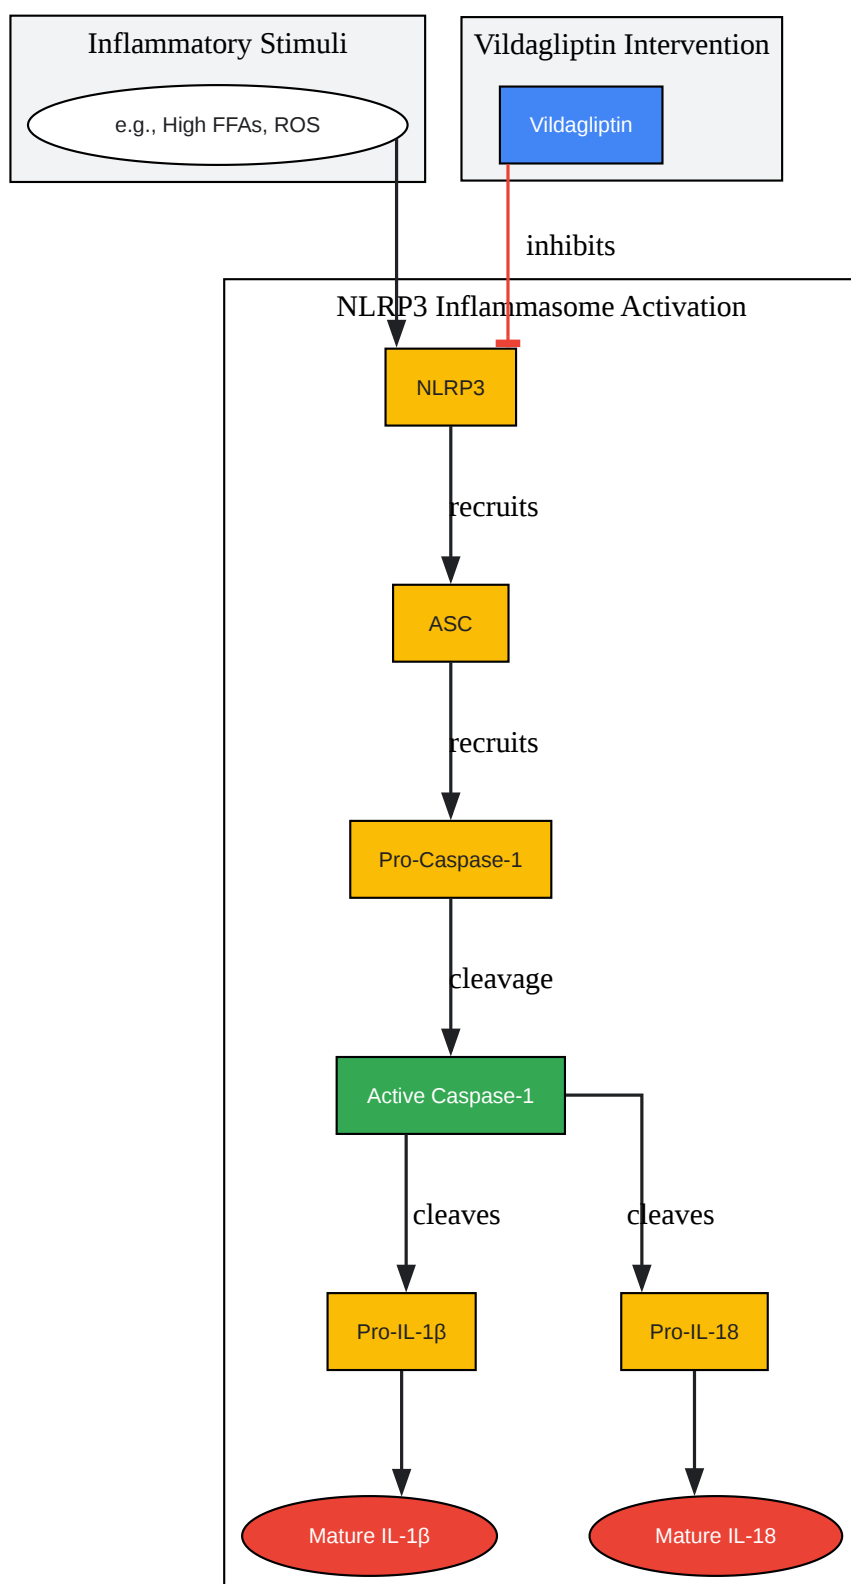 Inflammatory Stimuli
Vildagliptin Intervention
e.g., High FFAs, ROS
Vildagliptin
inhibits
NLRP3 Inflammasome Activation
NLRP3
recruits
ASC
recruits
Pro-Caspase-1
cleavage
Active Caspase-1
cleaves
cleaves
Pro-IL-1β
Pro-IL-18
Mature IL-1β
Mature IL-18